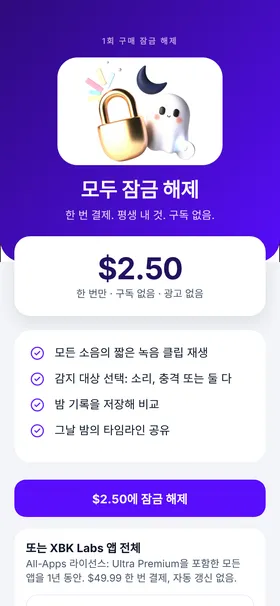 1회 구매 잠금 해제
모두 잠금 해제
한 번 결제. 평생 내 것. 구독 없음.
$2.50
한 번만 · 구독 없음 · 광고 없음
모든 소음의 짧은 녹음 클립 재생
감지 대상 선택: 소리, 충격 또는 둘 다
밤 기록을 저장해 비교
그날 밤의 타임라인 공유
$2.50에 잠금 해제
또는 XBK Labs 앱 전체
All-Apps 라이선스: Ultra Premium을 포함한 모든
앱을 1년 동안. $49.99 한 번 결제, 자동 갱신 없음.